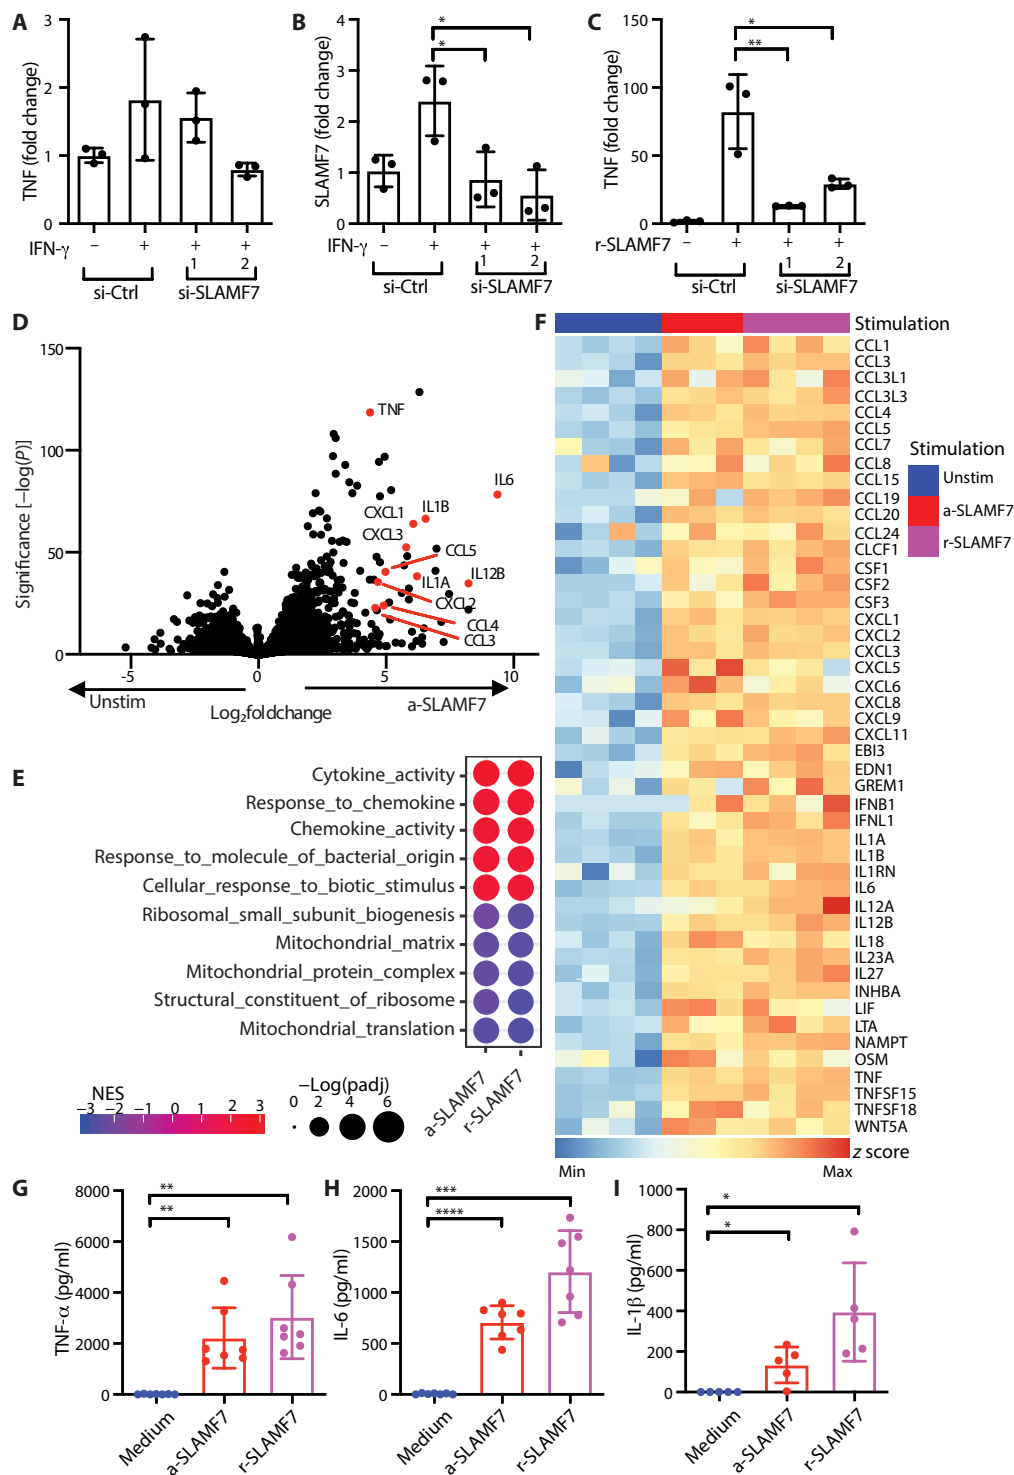 A
TNF (fold change)
3
2
1
0
IFN-γ
– + + +
1 2
si-Ctrl
si-SLAMF7
B
SLAMF7 (fold change)
4
3
2
1
0
*
*
IFN-γ
– + + +
1 2
si-Ctrl
si-SLAMF7
C
TNF (fold change)
150
100
50
0
*
**
r-SLAMF7
– + + +
1 2
si-Ctrl
si-SLAMF7
D
Significance [−log(P)]
150
100
50
0
TNF
IL6
CXCL1
IL1B
CXCL3
CCL5
IL1A
IL12B
CXCL2
CCL4
CCL3
-5 0 5 10
Unstim
Log₂foldchange
a-SLAMF7
E
Cytokine_activity
Response_to_chemokine
Chemokine_activity
Response_to_molecule_of_bacterial_origin
Cellular_response_to_biotic_stimulus
Ribosomal_small_subunit_biogenesis
Mitochondrial_matrix
Mitochondrial_protein_complex
Structural_constituent_of_ribosome
Mitochondrial_translation
a-SLAMF7
r-SLAMF7
NES
−3 −2 −1 0 1 2 3
−Log(padj)
0 2 4 6
F
Stimulation
CCL1
CCL3
CCL3L1
CCL3L3
CCL4
CCL5
CCL7
CCL8
CCL15
CCL19
CCL20
CCL24
CLCF1
CSF1
CSF2
CSF3
CXCL1
CXCL2
CXCL3
CXCL5
CXCL6
CXCL8
CXCL9
CXCL11
EBI3
EDN1
GREM1
IFNB1
IFNL1
IL1A
IL1B
IL1RN
IL6
IL12A
IL12B
IL18
IL23A
IL27
INHBA
LIF
LTA
NAMPT
OSM
TNF
TNFSF15
TNFSF18
WNT5A
z score
Min
Max
Stimulation
Unstim
a-SLAMF7
r-SLAMF7
G
TNF-α (pg/ml)
8000
6000
4000
2000
0
**
**
Medium
a-SLAMF7
r-SLAMF7
H
IL-6 (pg/ml)
2000
1500
1000
500
0
***
****
Medium
a-SLAMF7
r-SLAMF7
I
IL-1β (pg/ml)
1000
800
600
400
200
0
*
*
Medium
a-SLAMF7
r-SLAMF7